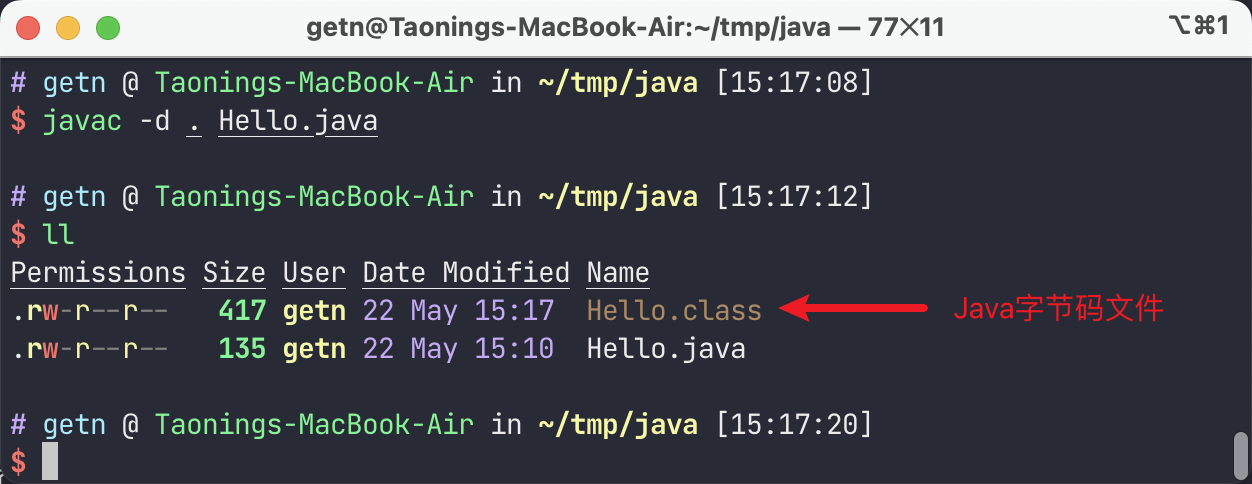 getn@Taonings-MacBook-Air:~/tmp/java — 77×11 ⌥⌘1
# getn @ Taonings-MacBook-Air in ~/tmp/java [15:17:08]
$ javac -d . Hello.java
# getn @ Taonings-MacBook-Air in ~/tmp/java [15:17:12]
$ ll
Permissions Size User Date Modified Name
.rw-r--r-- 417 getn 22 May 15:17 Hello.class Java字节码文件
.rw-r--r-- 135 getn 22 May 15:10 Hello.java
# getn @ Taonings-MacBook-Air in ~/tmp/java [15:17:20]
$